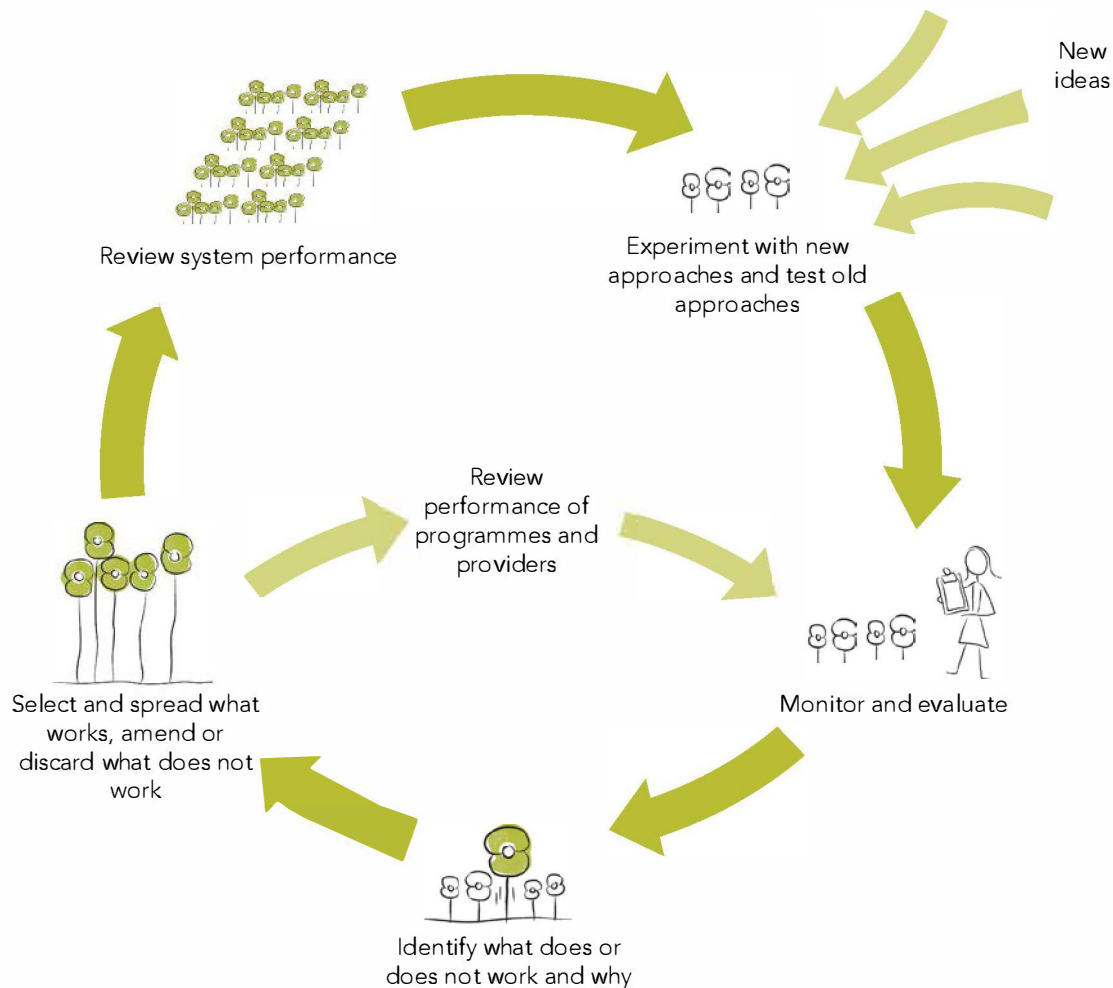 New
ideas
Review system performance
Experiment with new
approaches and test old
approaches
Review
performance of
programmes and
providers
Select and spread what
works, amend or
discard what does not
work
Monitor and evaluate
Identify what does or
does not work and why